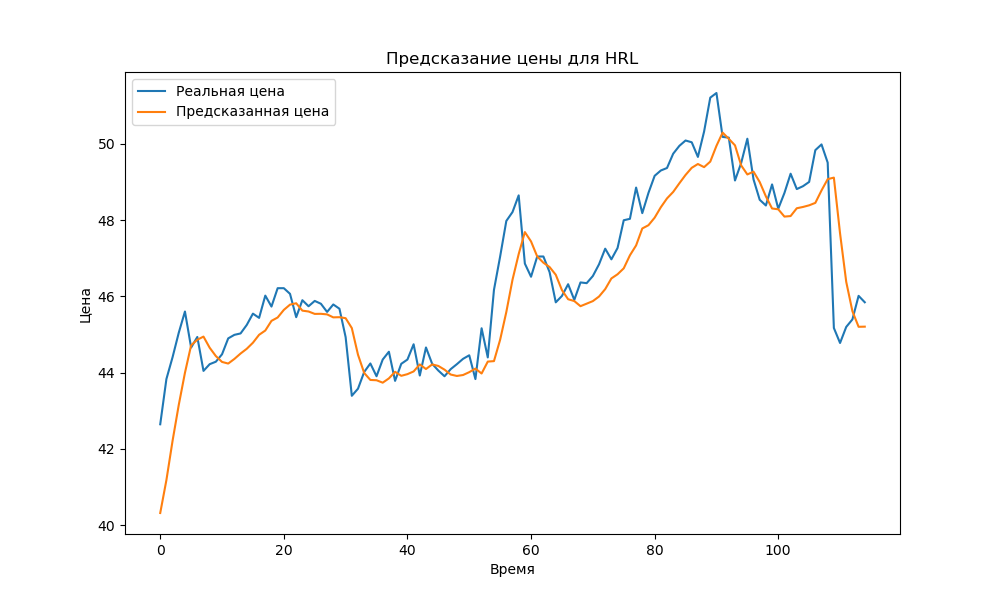 Предсказание цены для HRL
Реальная цена
Предсказанная цена
Цена
50
48
46
44
42
40
0 20 40 60 80 100
Время